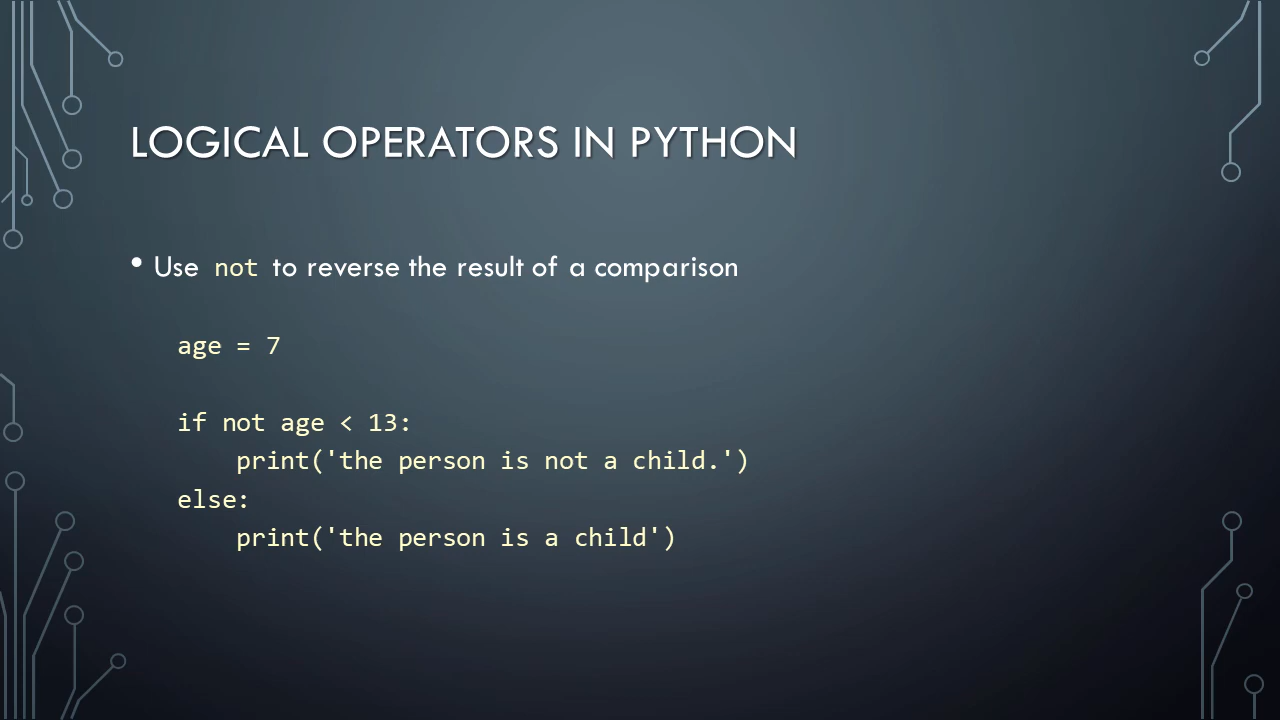 LOGICAL OPERATORS IN PYTHON
• Use not to reverse the result of a comparison
age = 7
if not age < 13:
    print('the person is not a child.')
else:
    print('the person is a child')